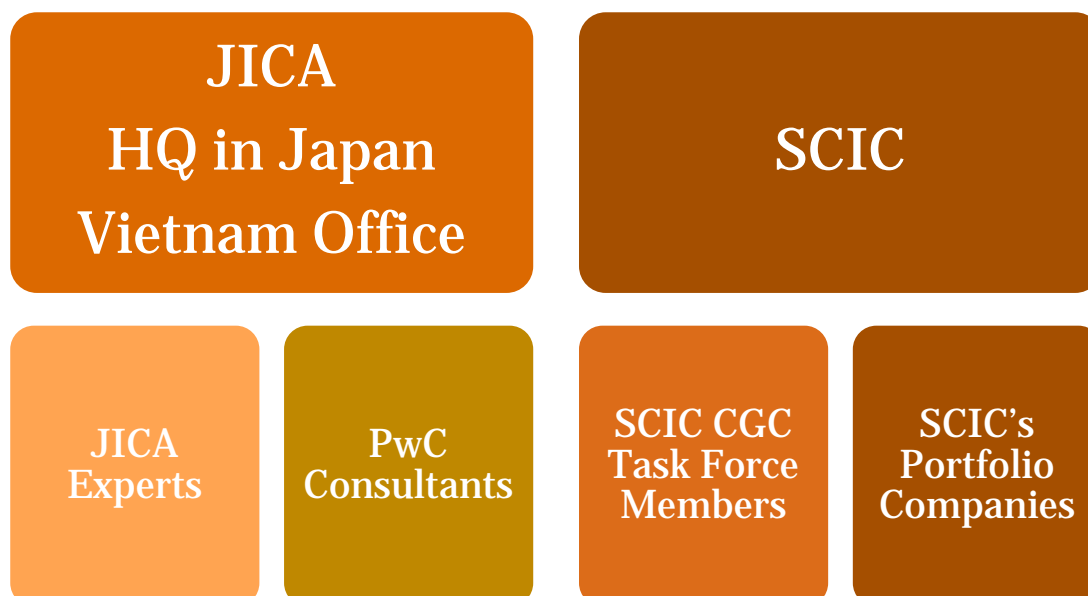 JICA
HQ in Japan
Vietnam Office
SCIC
JICA
Experts
PwC
Consultants
SCIC CGC
Task Force
Members
SCIC’s
Portfolio
Companies